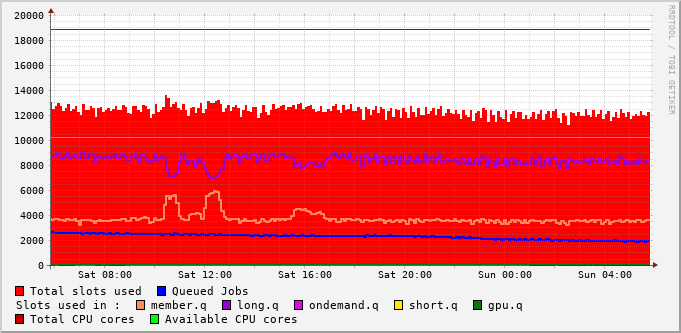 20000
18000
16000
14000
12000
10000
8000
6000
4000
2000
0
Sat 08:00 Sat 12:00 Sat 16:00 Sat 20:00 Sun 00:00 Sun 04:00
RRDTOOL / TOBI OETIKER
Total slots used Queued Jobs
Slots used in : member.q long.q ondemand.q short.q gpu.q
Total CPU cores Available CPU cores